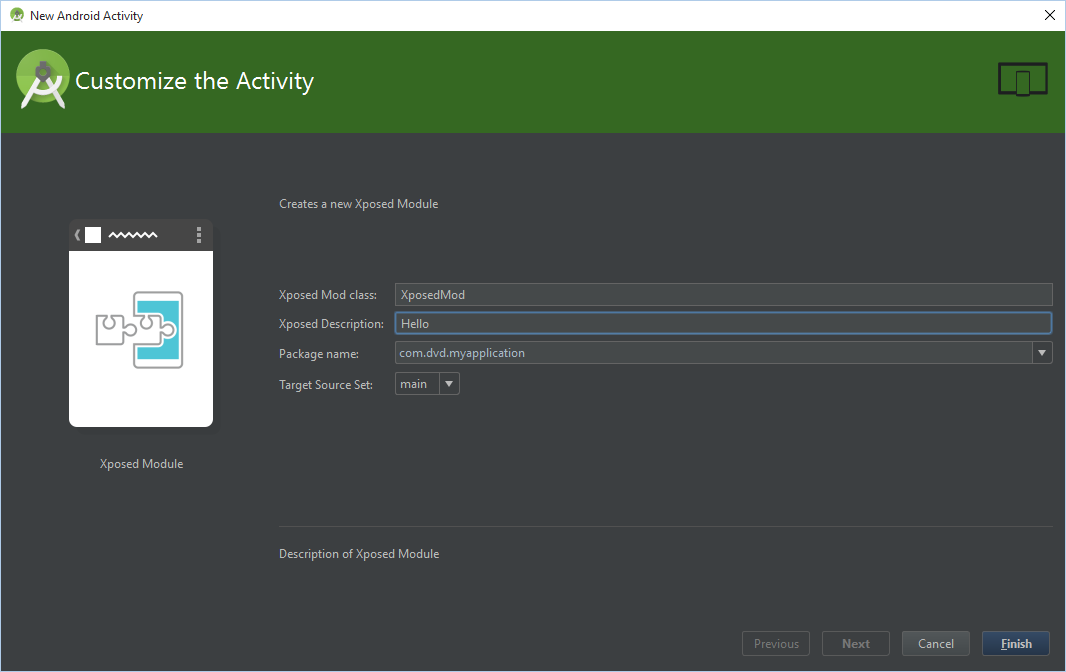 New Android Activity
Customize the Activity
Creates a new Xposed Module
Xposed Mod class: XposedMod
Xposed Description: Hello
Package name: com.dvd.myapplication
Target Source Set: main
Xposed Module
Description of Xposed Module
Previous Next Cancel Finish